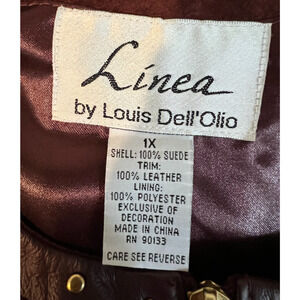 Linea
by Louis Dell'Olio
1X
SHELL: 100% SUEDE
TRIM:
100% LEATHER
LINING:
100% POLYESTER
EXCLUSIVE OF
DECORATION
MADE IN CHINA
RN 90133
CARE SEE REVERSE